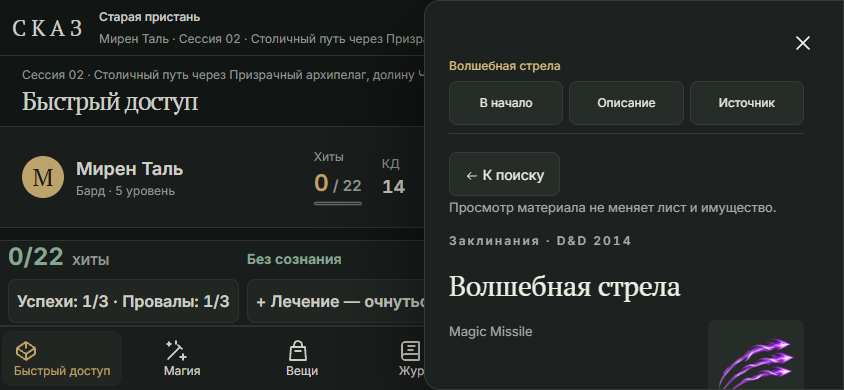 СКАЗ
Старая пристань
Мирен Таль · Сессия 02 · Столичный путь через Призра
Сессия 02 · Столичный путь через Призрачный архипелаг, долину
Быстрый доступ
М
Мирен Таль
Бард · 5 уровень
Хиты
0 / 22
КД
14
0/22 хиты
Без сознания
Успехи: 1/3 · Провалы: 1/3
+ Лечение — очнутьс
Быстрый доступ
Магия
Вещи
Жур
Волшебная стрела
В начало
Описание
Источник
← К поиску
Просмотр материала не меняет лист и имущество.
Заклинания · D&D 2014
Волшебная стрела
Magic Missile